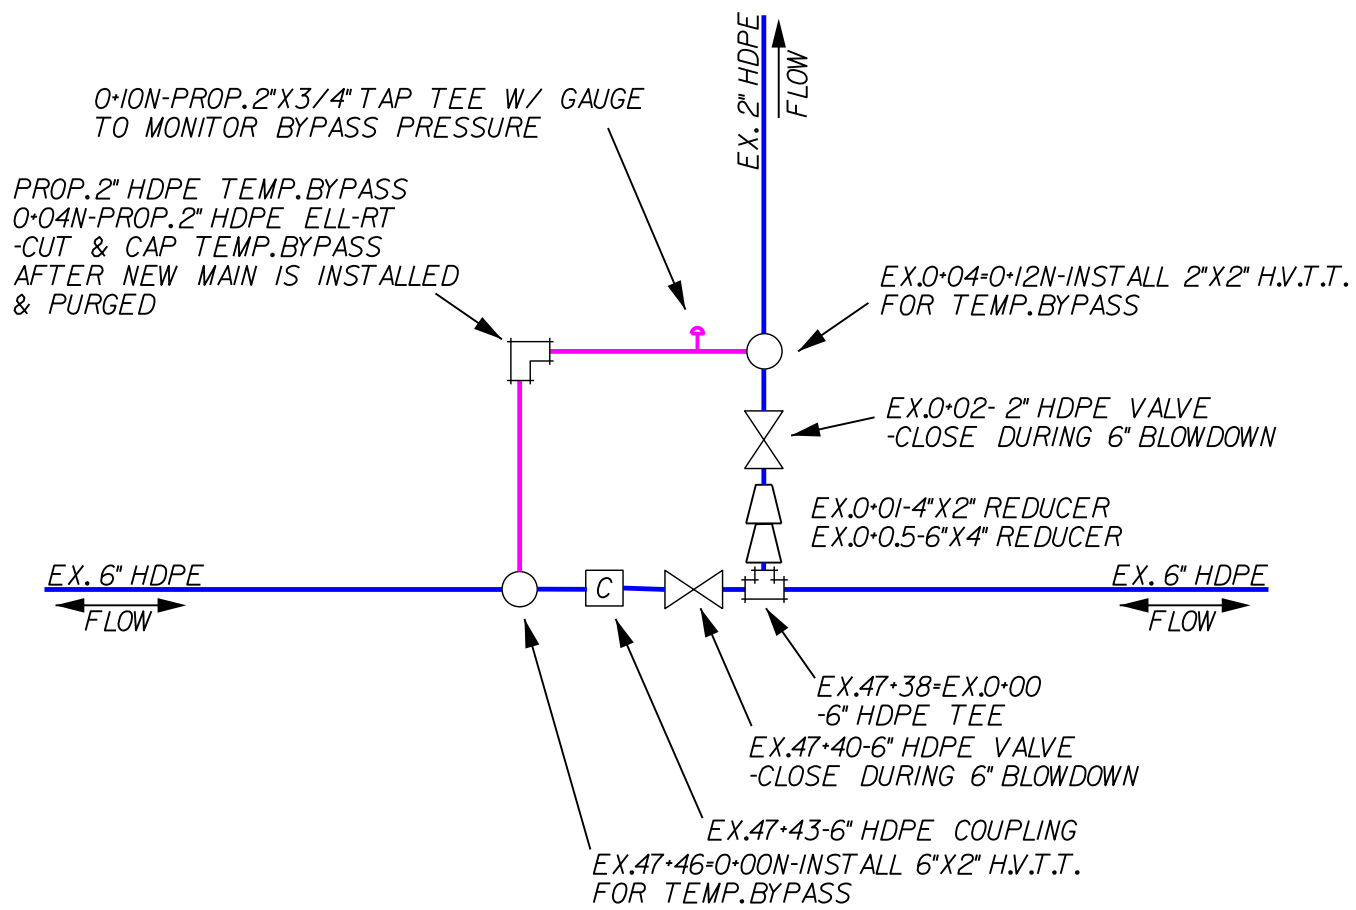 EX. 2" HDPE
FLOW
0+10N-PROP.2"X3/4" TAP TEE W/ GAUGE
TO MONITOR BYPASS PRESSURE
PROP.2" HDPE TEMP.BYPASS
0+04N-PROP.2" HDPE ELL-RT
-CUT & CAP TEMP.BYPASS
AFTER NEW MAIN IS INSTALLED
& PURGED
EX.0+04=0+12N-INSTALL 2"X2" H.V.T.T.
FOR TEMP.BYPASS
EX.0+02- 2" HDPE VALVE
-CLOSE DURING 6" BLOWDOWN
EX.0+01-4"X2" REDUCER
EX.0+0.5-6"X4" REDUCER
EX. 6" HDPE
FLOW
C
EX. 6" HDPE
FLOW
EX.47+38=EX.0+00
-6" HDPE TEE
EX.47+40-6" HDPE VALVE
-CLOSE DURING 6" BLOWDOWN
EX.47+43-6" HDPE COUPLING
EX.47+46=0+00N-INSTALL 6"X2" H.V.T.T.
FOR TEMP.BYPASS